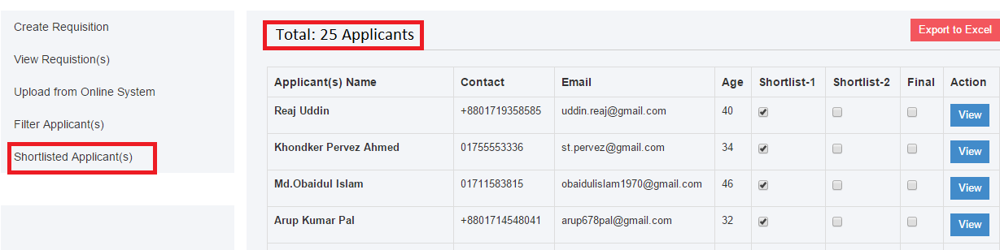 Create Requisition
View Requistion(s)
Upload from Online System
Filter Applicant(s)
Shortlisted Applicant(s)
Total: 25 Applicants
Export to Excel
Applicant(s) Name Contact Email Age Shortlist-1 Shortlist-2 Final Action
Reaj Uddin +8801719358585 uddin.reaj@gmail.com 40 View
Khondker Pervez Ahmed 01755553336 st.pervez@gmail.com 34 View
Md.Obaidul Islam 01711583815 obaidulislam1970@gmail.com 46 View
Arup Kumar Pal +8801714548041 arup678pal@gmail.com 32 View